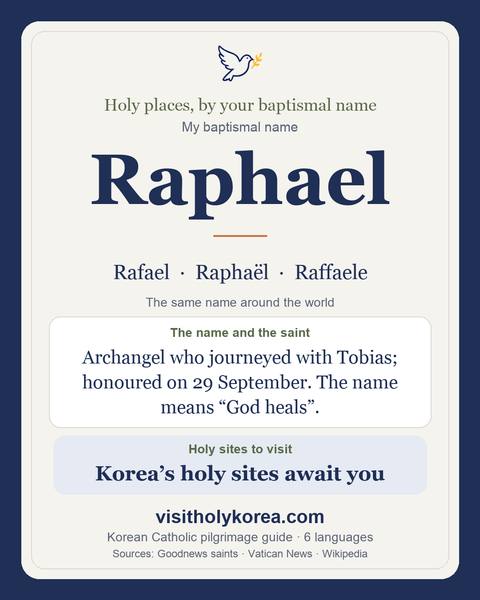 Holy places, by your baptismal name
My baptismal name
Raphael
Rafael · Raphaël · Raffaele
The same name around the world
The name and the saint
Archangel who journeyed with Tobias;
honoured on 29 September. The name
means “God heals”.
Holy sites to visit
Korea’s holy sites await you
visitholykorea.com
Korean Catholic pilgrimage guide · 6 languages
Sources: Goodnews saints · Vatican News · Wikipedia